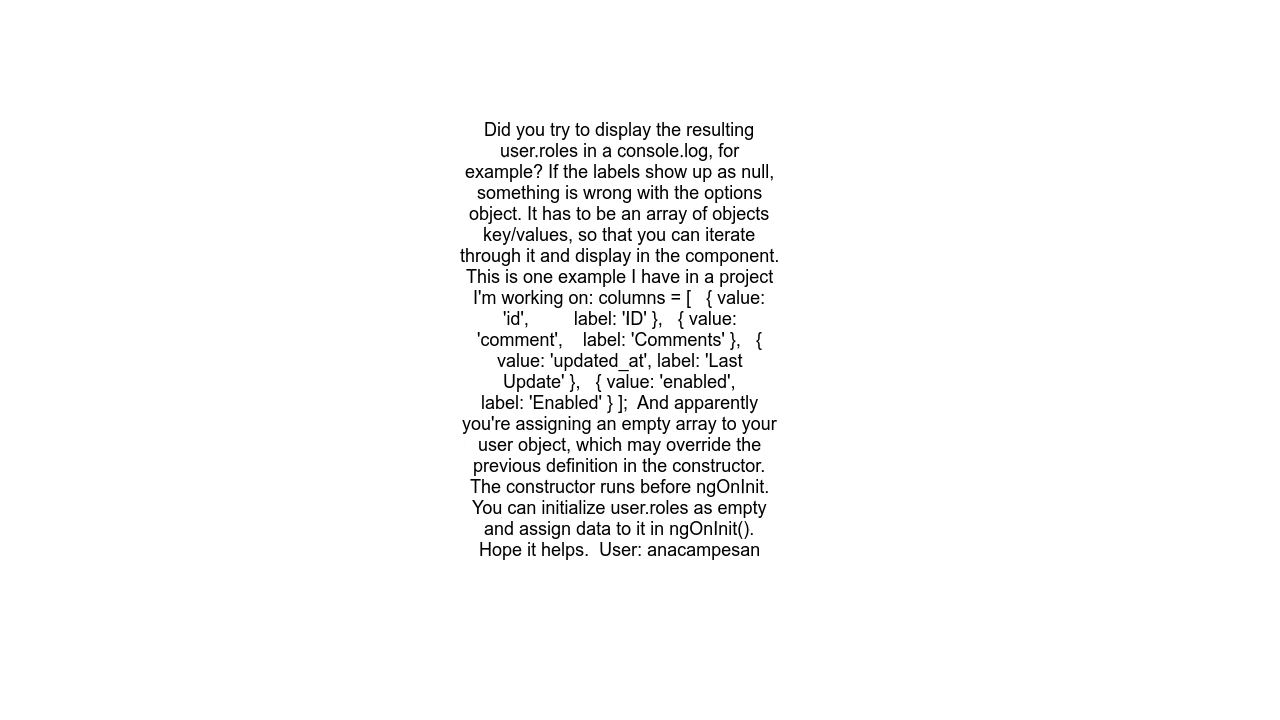 Did you try to display the resulting
user.roles in a console.log, for
example? If the labels show up as null,
something is wrong with the options
object. It has to be an array of objects
key/values, so that you can iterate
through it and display in the component.
This is one example I have in a project
I'm working on: columns = [   { value:
'id',         label: 'ID' },   { value:
'comment',    label: 'Comments' },   {
value: 'updated_at', label: 'Last
Update' },   { value: 'enabled',
label: 'Enabled' } ];  And apparently
you're assigning an empty array to your
user object, which may override the
previous definition in the constructor.
The constructor runs before ngOnInit.
You can initialize user.roles as empty
and assign data to it in ngOnInit().
Hope it helps.  User: anacampesan